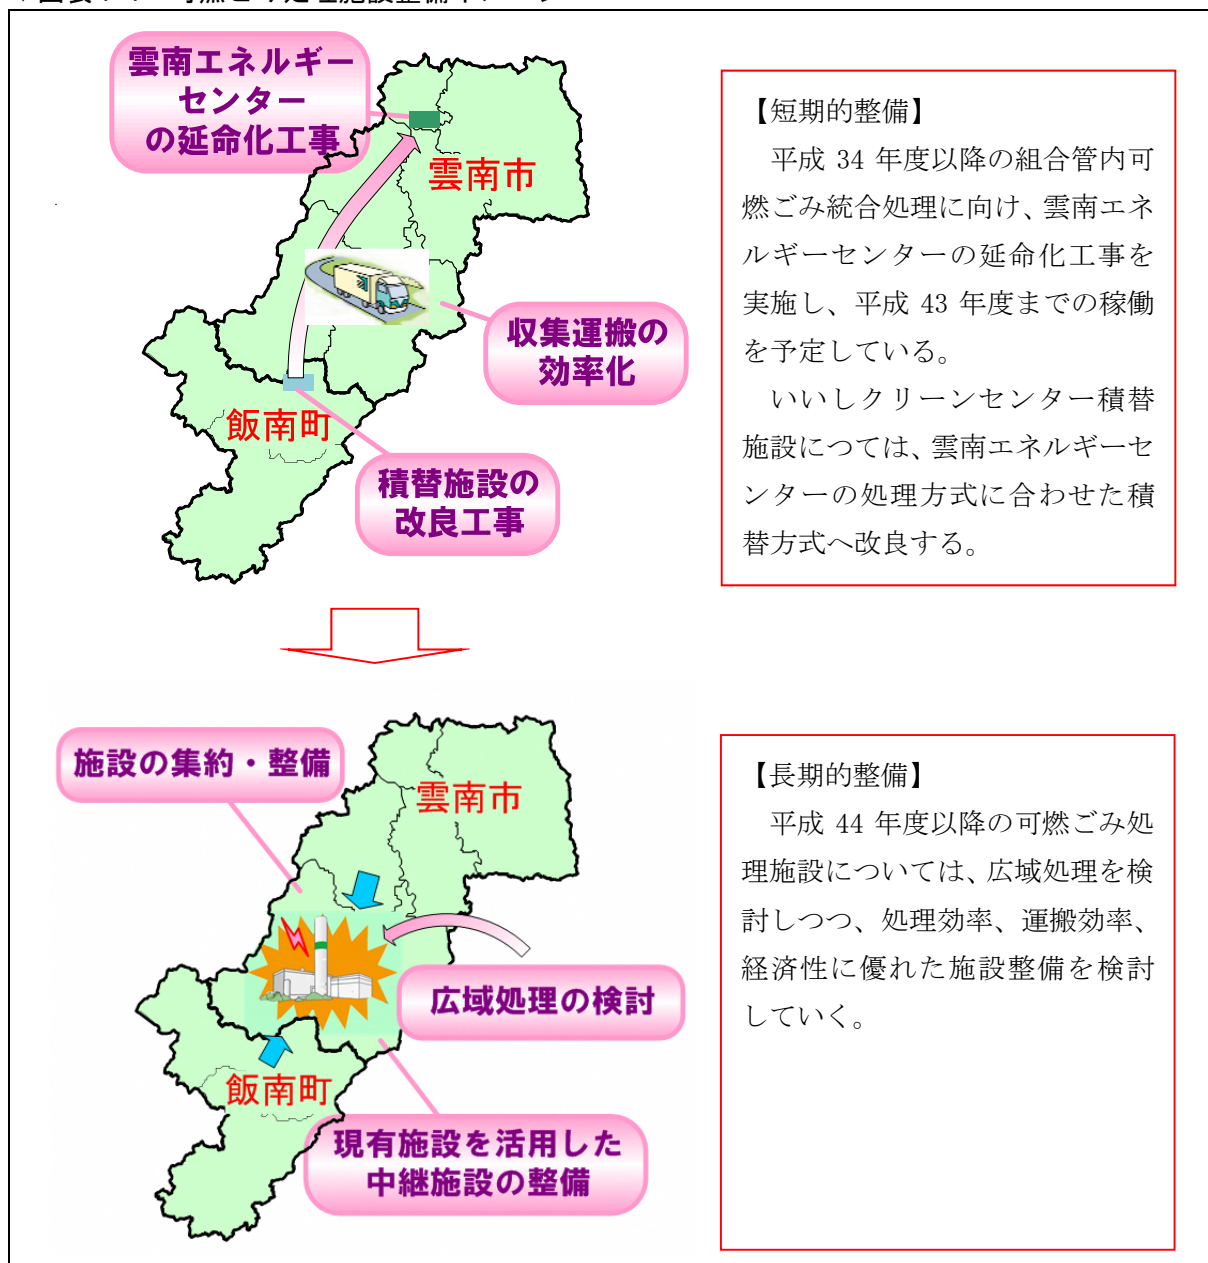 雲南エネルギー
センター
の延命化工事
雲南市
収集運搬の
効率化
飯南町
積替施設の
改良工事
【短期的整備】
平成 34 年度以降の組合管内可
燃ごみ統合処理に向け、雲南エネ
ルギーセンターの延命化工事を
実施し、平成 43 年度までの稼働
を予定している。
いいしクリーンセンター積替
施設につては、雲南エネルギーセ
ンターの処理方式に合わせた積
替方式へ改良する。
施設の集約・整備
雲南市
広域処理の検討
飯南町
現有施設を活用した
中継施設の整備
【長期的整備】
平成 44 年度以降の可燃ごみ処
理施設については、広域処理を検
討しつつ、処理効率、運搬効率、
経済性に優れた施設整備を検討
していく。